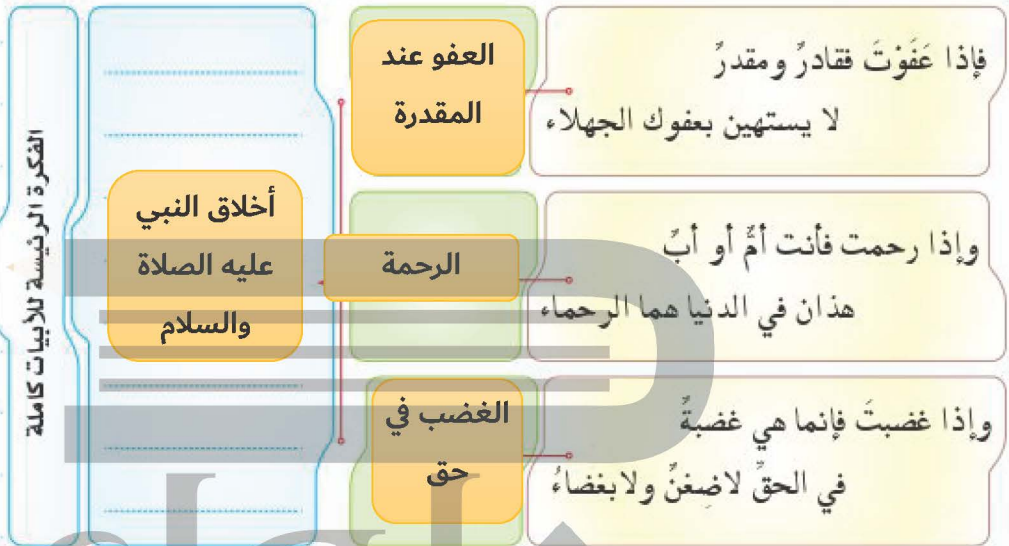 فإذا عَفَوْتَ فقادرٌ ومقدرٌ
لا يستهين بعفوك الجهلاء
العفو عند
المقدرة
وإذا رحمت فأنت أمٌّ أو أبٌ
هذان في الدنيا هما الرحماء
الرحمة
وإذا غضبتَ فإنما هي غضبةٌ
في الحقِّ لاضِغنٌ ولابغضاءُ
الغضب في
حق
أخلاق النبي
عليه الصلاة
والسلام
الفكرة الرئيسة للأبيات كاملة